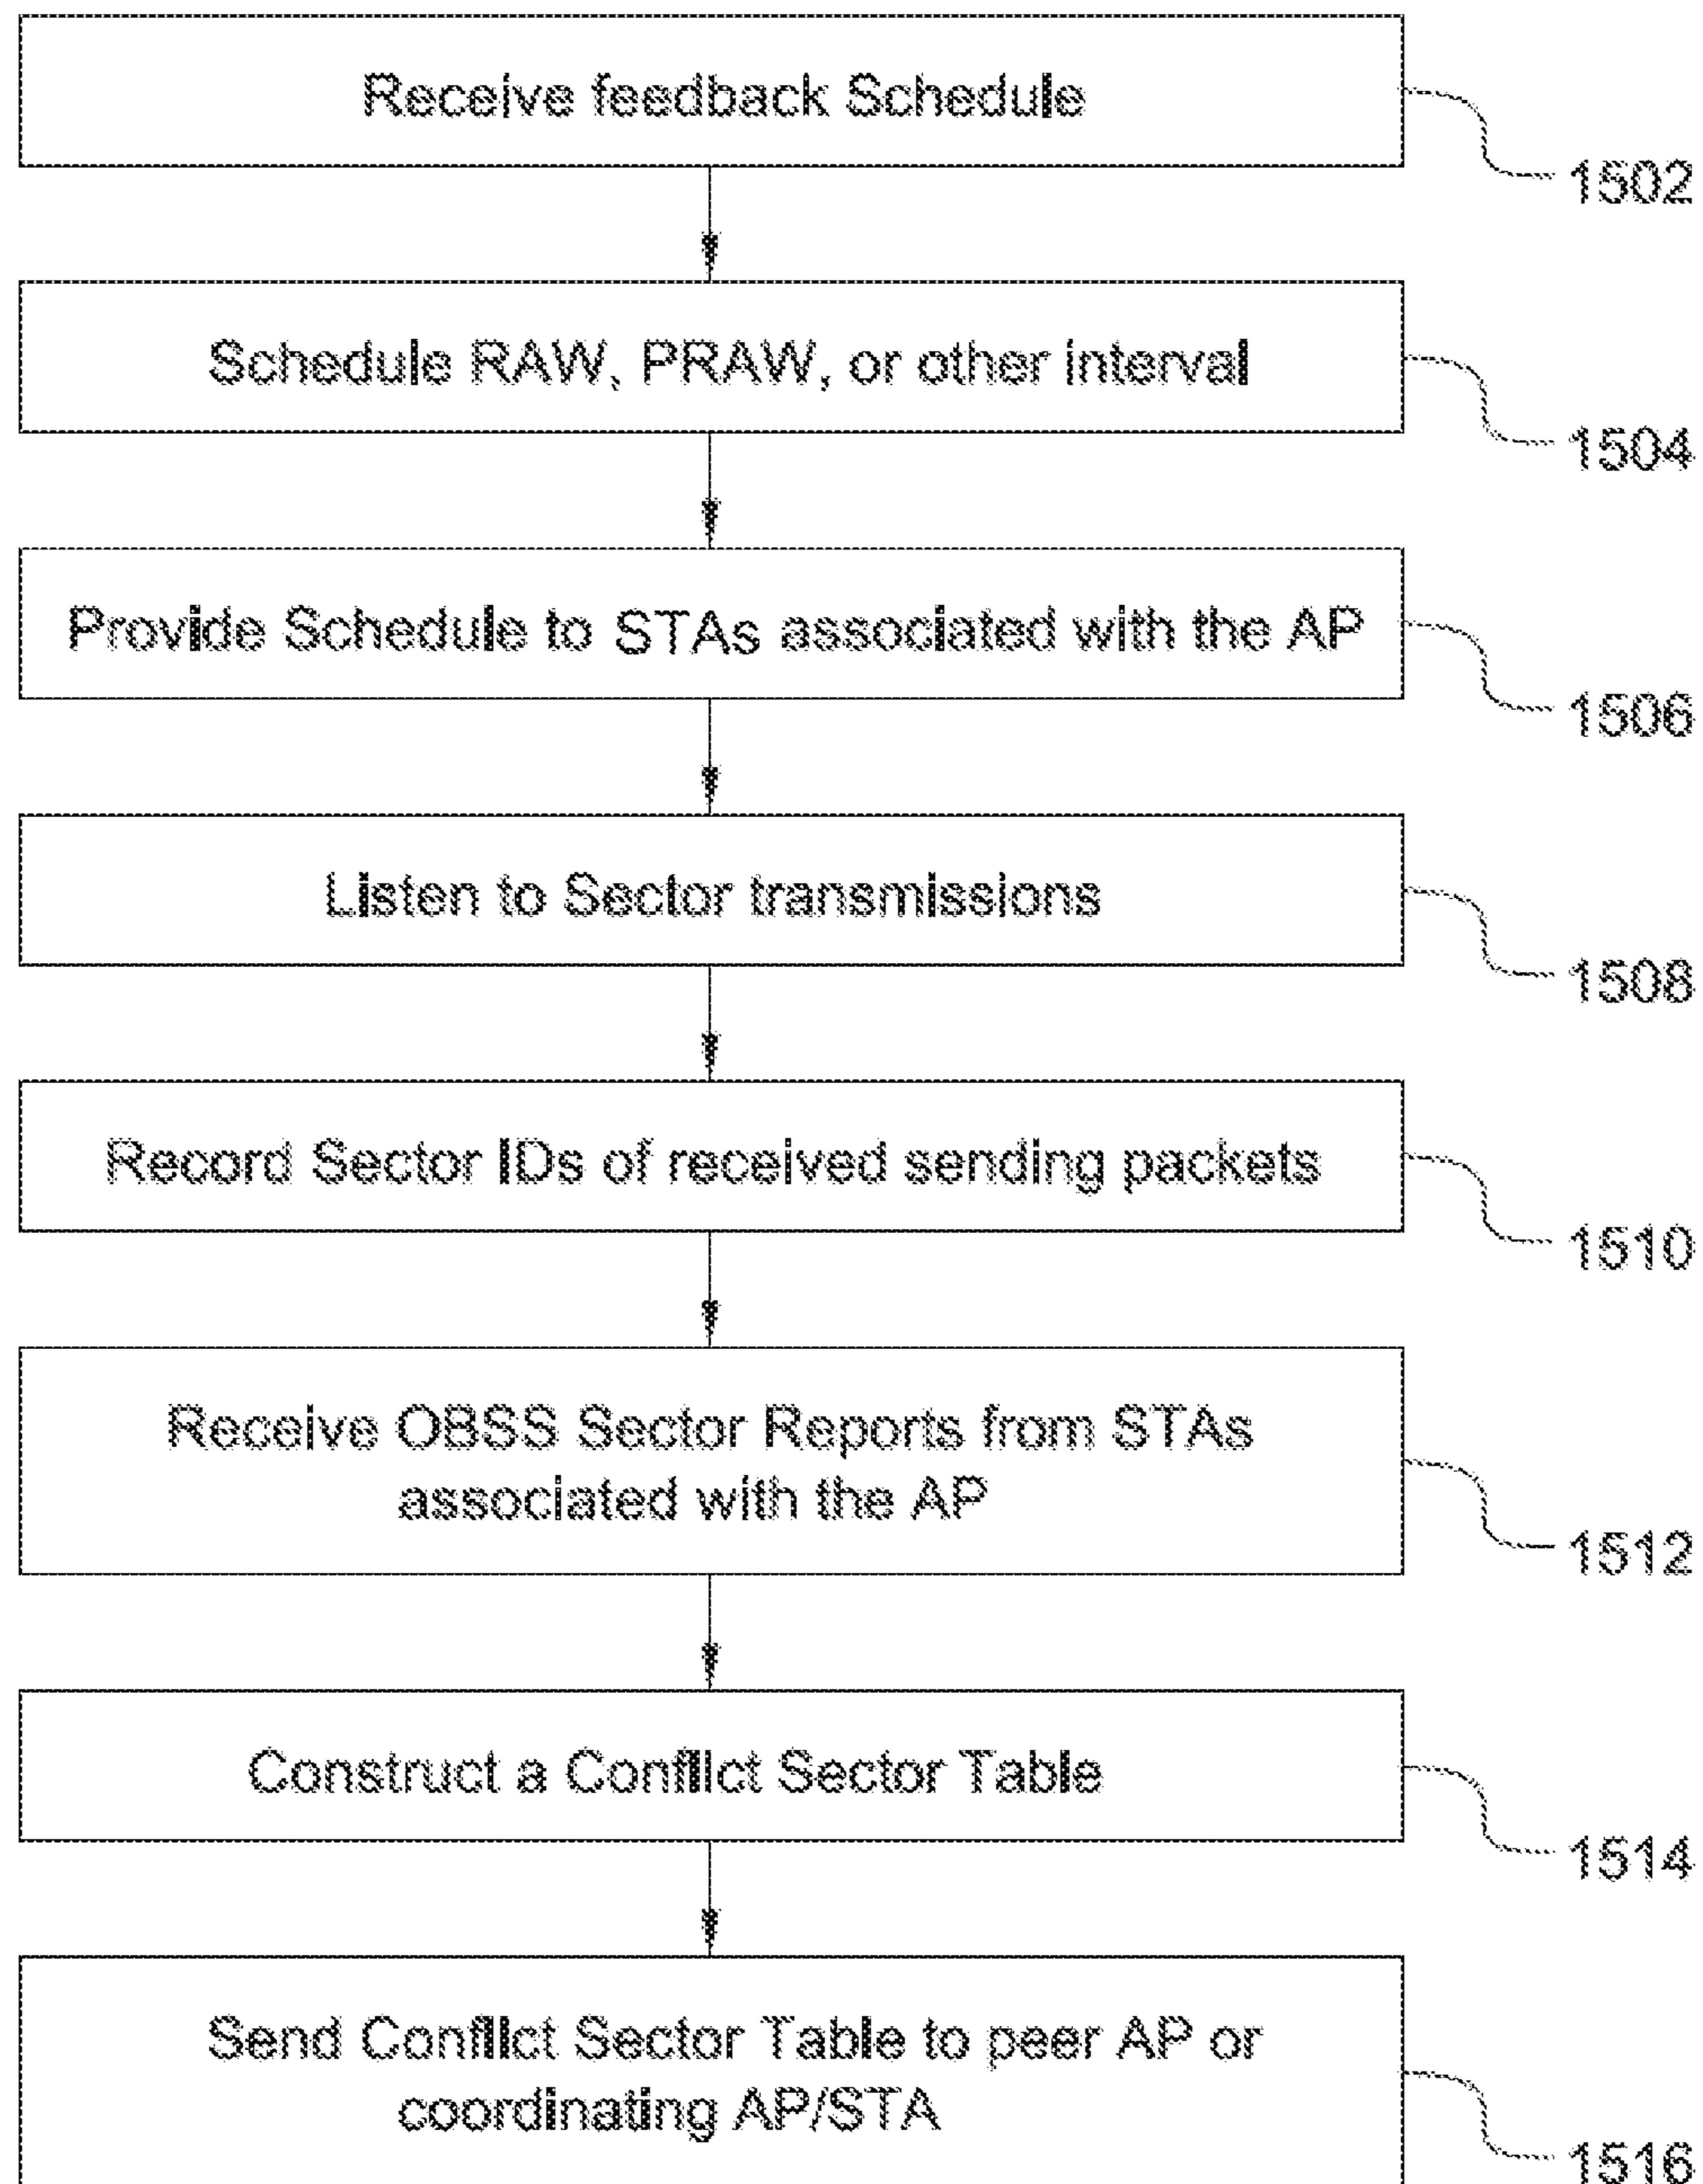 Receive feedback Schedule
1502
Schedule RAW, PRAW, or other interval
1504
Provide Schedule to STAs associated with the AP
1506
Listen to Sector transmissions
1508
Record Sector IDs of received sending packets
1510
Receive OBSS Sector Reports from STAs
associated with the AP
1512
Construct a Conflict Sector Table
1514
Send Conflict Sector Table to peer AP or
coordinating AP/STA
1516